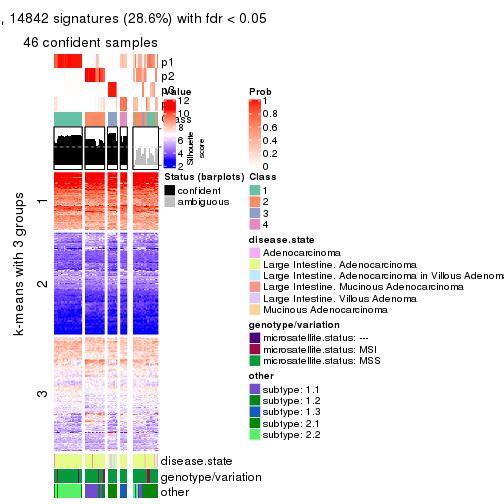 , 14842 signatures (28.6%) with fdr < 0.05
46 confident samples
p1
p2
Value
12
10
8
6
4
2
Prob
1
0.8
0.6
0.4
0.2
0
Silhouette
score
Status (barplots)
confident
ambiguous
Class
1
2
3
4
k-means with 3 groups
1
2
3
disease.state
Adenocarcinoma
Large Intestine. Adenocarcinoma
Large Intestine. Adenocarcinoma in Villous Adenom
Large Intestine. Mucinous Adenocarcinoma
Large Intestine. Villous Adenoma
Mucinous Adenocarcinoma
genotype/variation
microsatellite.status: ---
microsatellite.status: MSI
microsatellite.status: MSS
other
subtype: 1.1
subtype: 1.2
subtype: 1.3
subtype: 2.1
subtype: 2.2
disease.state
genotype/variation
other